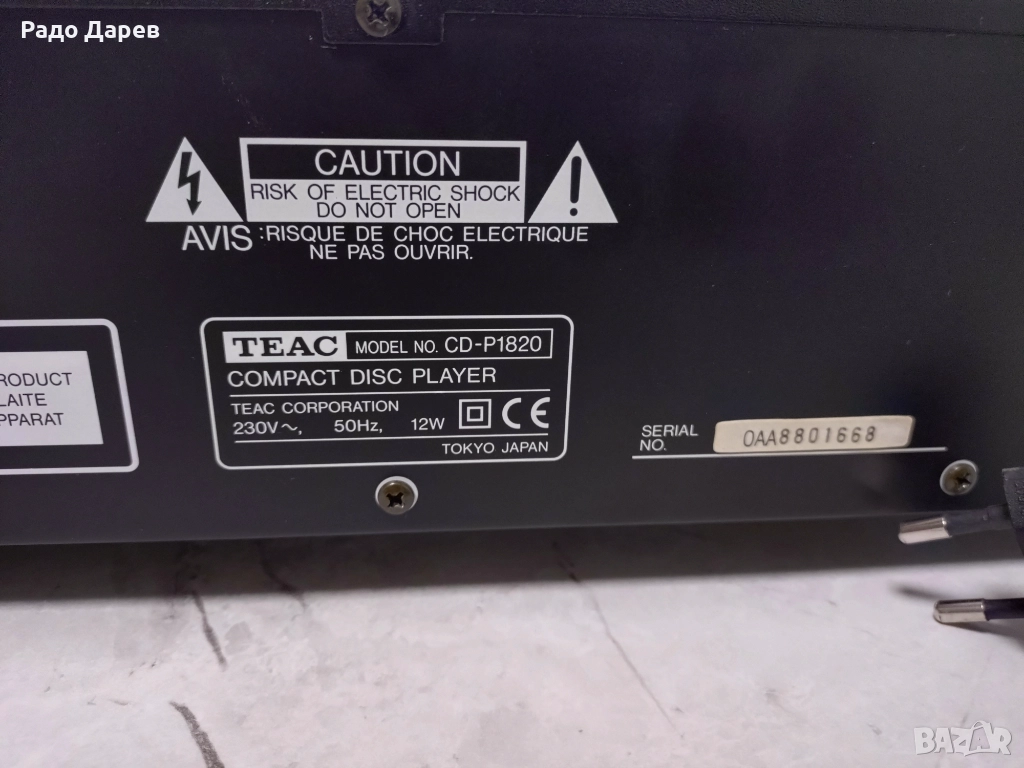 Радо Дарев
CAUTION
RISK OF ELECTRIC SHOCK
DO NOT OPEN
AVIS :RISQUE DE CHOC ELECTRIQUE
NE PAS OUVRIR.
RODUCT
LAITE
PPARAT
TEAC MODEL NO. CD-P1820
COMPACT DISC PLAYER
TEAC CORPORATION
230V~, 50Hz, 12W CE
TOKYO JAPAN
SERIAL
NO. 0AA8801668
BAZAR